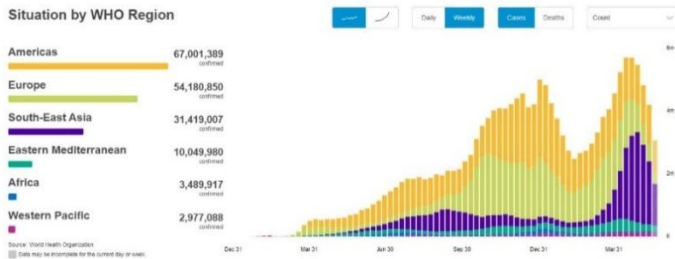 Situation by WHO Region
Daily
Weekly
Cases
Deaths
Count
Americas
67,001,389
confirmed
Europe
54,180,850
confirmed
South-East Asia
31,419,007
confirmed
Eastern Mediterranean
10,049,980
confirmed
Africa
3,489,917
confirmed
Western Pacific
2,977,088
confirmed
Source: World Health Organization
Data may be incomplete for the current day or week.
6m
4m
2m
0
Dec 31
Mar 31
Jun 30
Sep 30
Dec 31
Mar 31